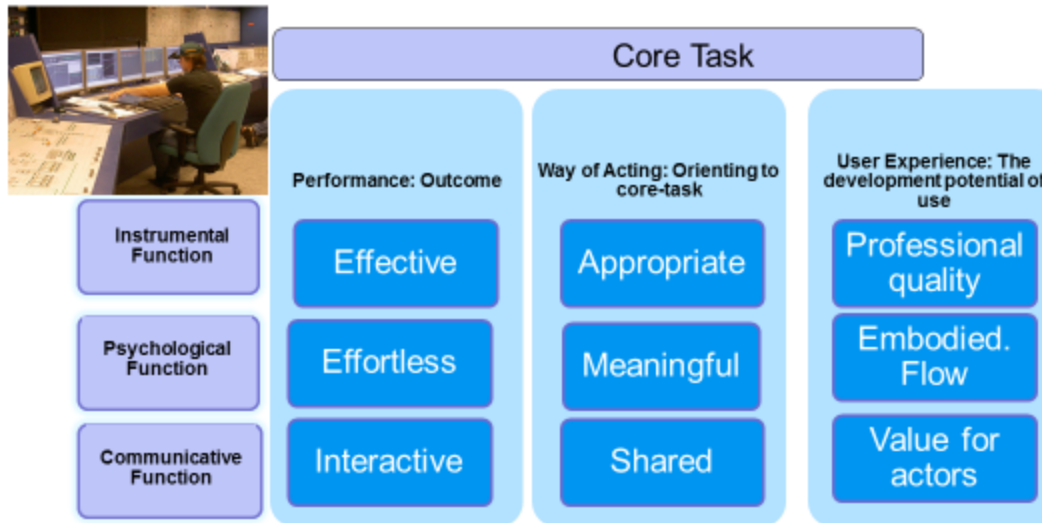 Core Task
Performance: Outcome
Way of Acting: Orienting to
core-task
User Experience: The
development potential of
use
Instrumental
Function
Effective
Appropriate
Professional
quality
Psychological
Function
Effortless
Meaningful
Embodied.
Flow
Communicative
Function
Interactive
Shared
Value for
actors